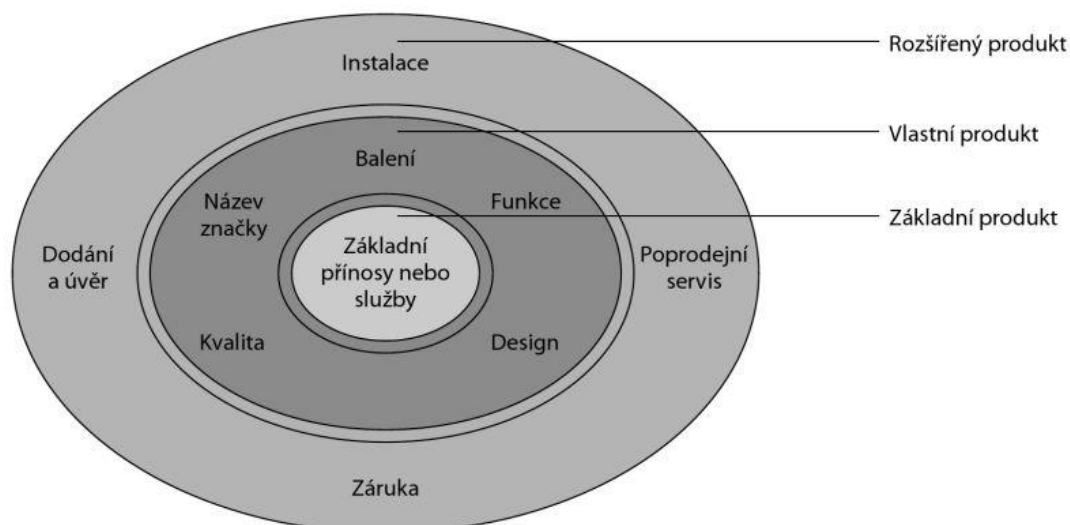 Rozšířený produkt
Instalace
Vlastní produkt
Balení
Název
značky
Funkce
Základní produkt
Dodání
a úvěr
Základní
přínosy nebo
služby
Poprodejní
servis
Kvalita
Design
Záruka